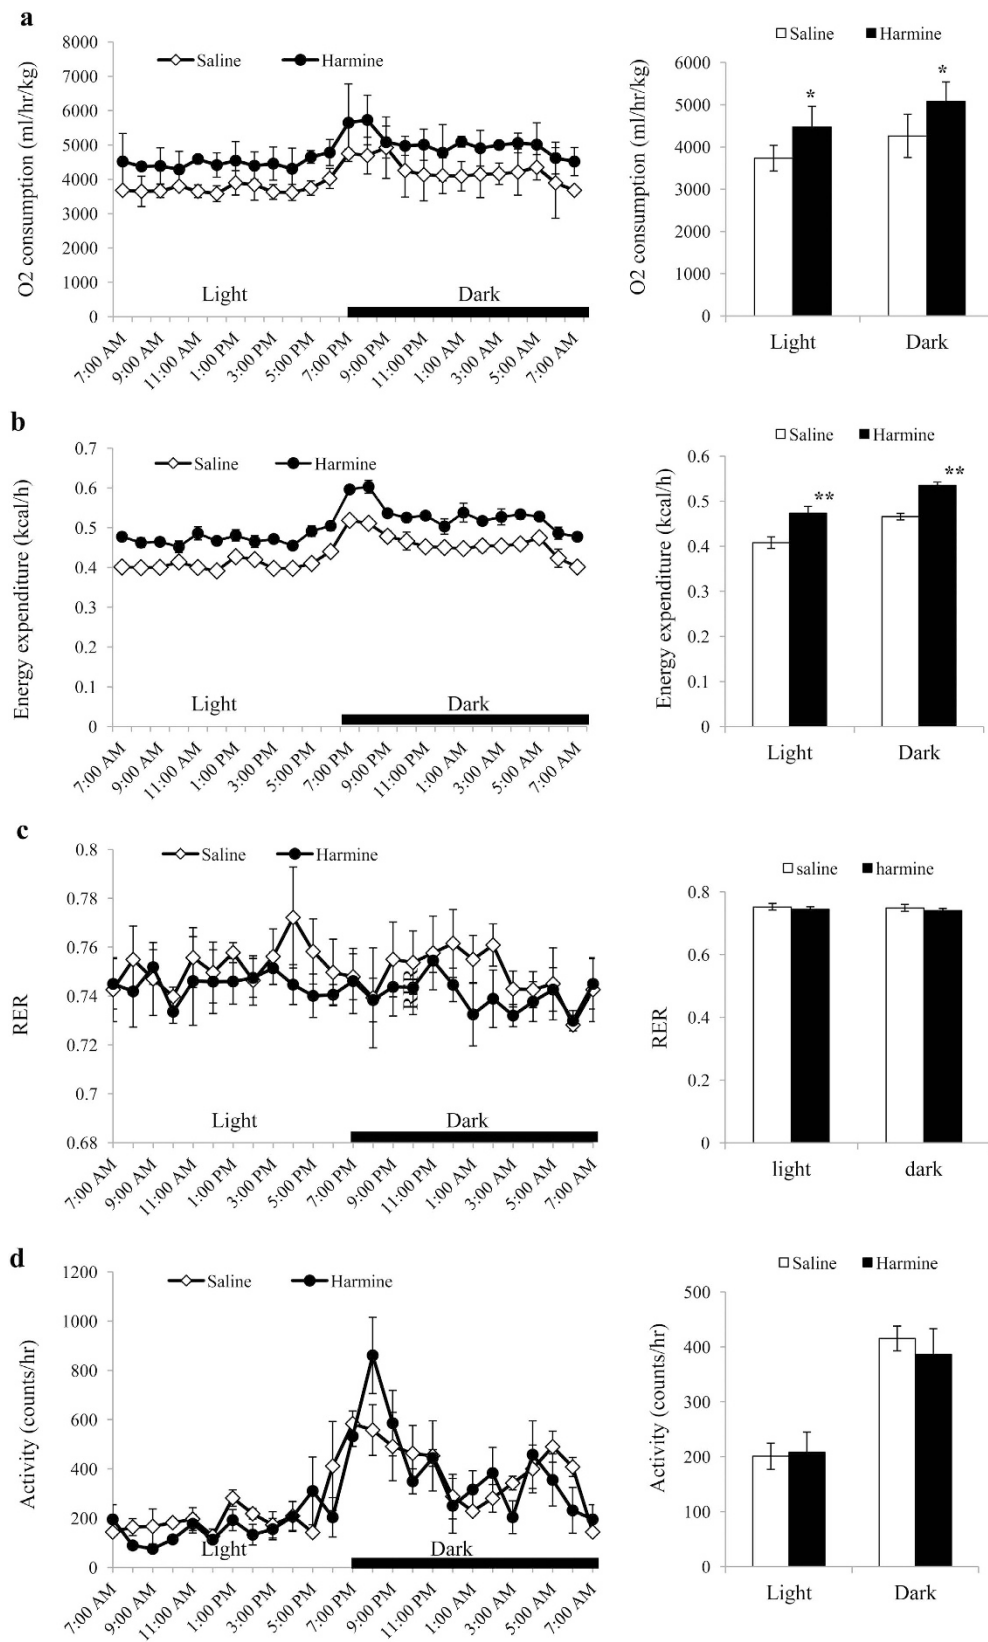 a
Saline Harmine
O2 consumption (ml/hr/kg)
8000
7000
6000
5000
4000
3000
2000
1000
0
Light Dark
7:00 AM 9:00 AM 11:00 AM 1:00 PM 3:00 PM 5:00 PM 7:00 PM 9:00 PM 11:00 PM 1:00 AM 3:00 AM 5:00 AM 7:00 AM
Saline Harmine
O2 consumption (ml/hr/kg)
6000
5000
4000
3000
2000
1000
0
* *
Light Dark
b
Saline Harmine
Energy expenditure (kcal/h)
0.7
0.6
0.5
0.4
0.3
0.2
0.1
0
Light Dark
7:00 AM 9:00 AM 11:00 AM 1:00 PM 3:00 PM 5:00 PM 7:00 PM 9:00 PM 11:00 PM 1:00 AM 3:00 AM 5:00 AM 7:00 AM
Saline Harmine
Energy expenditure (kcal/h)
0.6
0.5
0.4
0.3
0.2
0.1
0
** **
Light Dark
c
Saline Harmine
RER
0.8
0.78
0.76
0.74
0.72
0.7
0.68
RER
Light Dark
7:00 AM 9:00 AM 11:00 AM 1:00 PM 3:00 PM 5:00 PM 7:00 PM 9:00 PM 11:00 PM 1:00 AM 3:00 AM 5:00 AM 7:00 AM
saline harmine
RER
0.8
0.6
0.4
0.2
0
light dark
d
Saline Harmine
Activity (counts/hr)
1200
1000
800
600
400
200
0
Light Dark
7:00 AM 9:00 AM 11:00 AM 1:00 PM 3:00 PM 5:00 PM 7:00 PM 9:00 PM 11:00 PM 1:00 AM 3:00 AM 5:00 AM 7:00 AM
Saline Harmine
Activity (counts/hr)
500
400
300
200
100
0
Light Dark